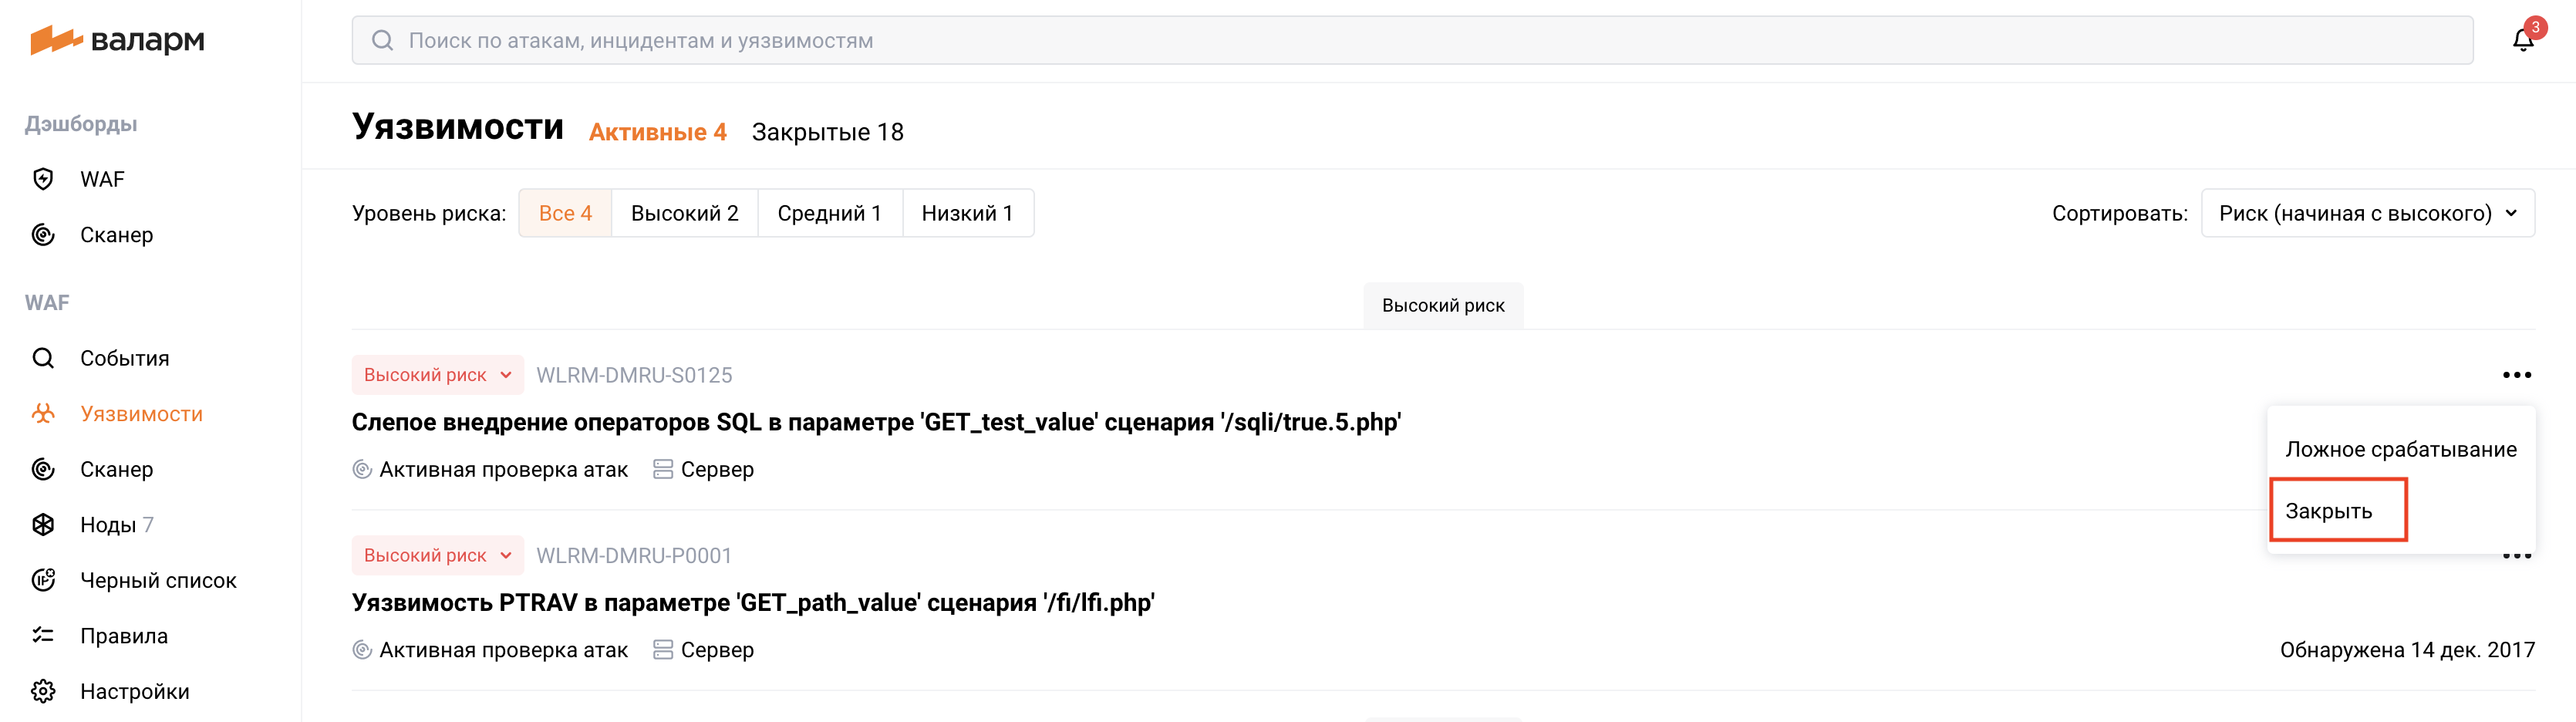 валарм
Поиск по атакам, инцидентам и уязвимостям
3
Дэшборды
WAF
Сканер
WAF
События
Уязвимости
Сканер
Ноды 7
Черный список
Правила
Настройки
Уязвимости Активные 4 Закрытые 18
Уровень риска: Все 4 Высокий 2 Средний 1 Низкий 1
Сортировать: Риск (начиная с высокого)
Высокий риск
Высокий риск WLRM-DMRU-S0125
Слепое внедрение операторов SQL в параметре 'GET_test_value' сценария '/sqli/true.5.php'
Активная проверка атак Сервер
Ложное срабатывание
Закрыть
Высокий риск WLRM-DMRU-P0001
Уязвимость PTRAV в параметре 'GET_path_value' сценария '/fi/lfi.php'
Активная проверка атак Сервер
Обнаружена 14 дек. 2017